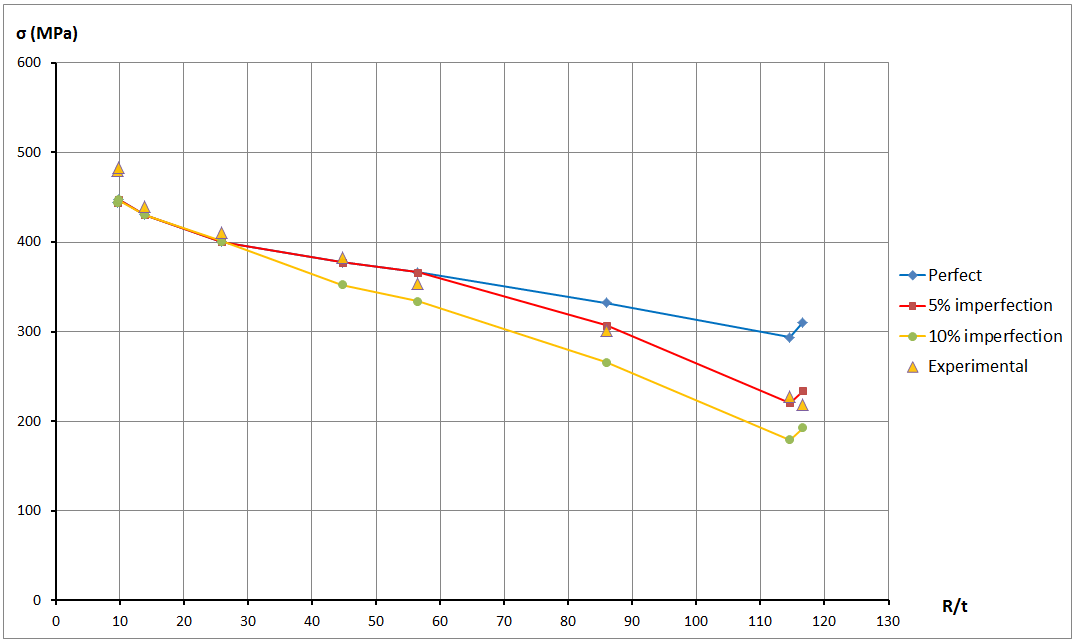 σ (MPa)
600
500
400
300
200
100
0
0 10 20 30 40 50 60 70 80 90 100 110 120 130
R/t
Perfect
5% imperfection
10% imperfection
Experimental